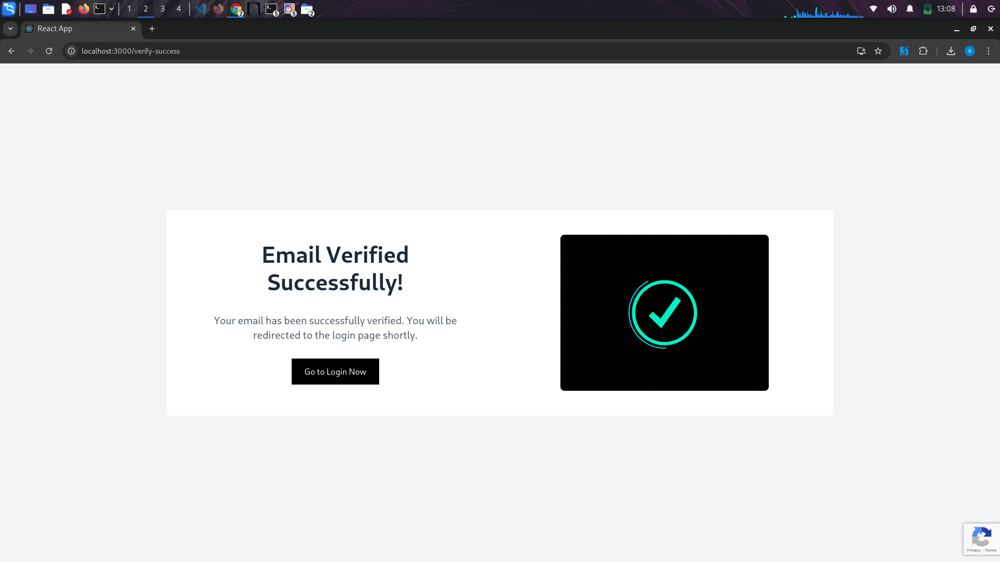 1 2 3 4
2 5 5 2
13:08
React App
localhost:3000/verify-success
S
Email Verified
Successfully!
Your email has been successfully verified. You will be
redirected to the login page shortly.
Go to Login Now
Privacy - Terms